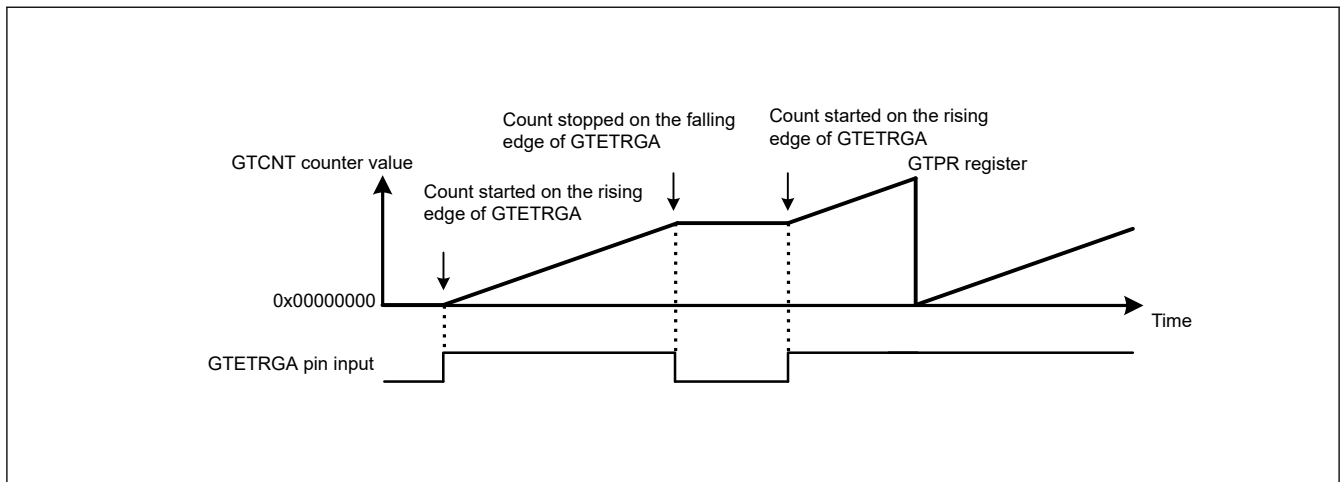 Count stopped on the falling
edge of GTETRGA
Count started on the rising
edge of GTETRGA
GTCNT counter value
GTPR register
Count started on the rising
edge of GTETRGA
0x00000000
Time
GTETRGA pin input